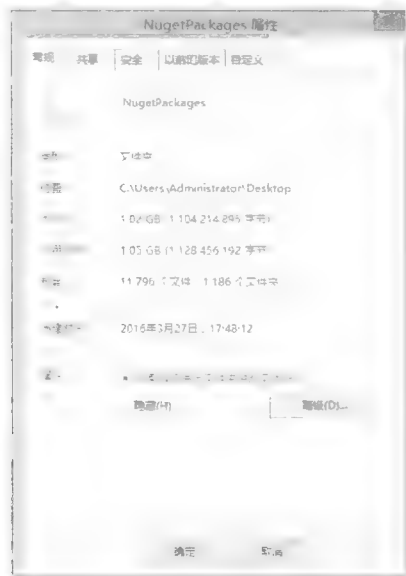 NugetPackages 属性
常规 共享 安全 以前的版本 自定义
NugetPackages
文件夹
位置 C:\Users\Administrator\Desktop
1.02 GB (1,104,214,895 字节)
1.05 GB (1,128,456,192 字节)
11,796 个文件，1,186 个文件夹
2016年3月27日，17:48:12
隐藏(H) 高级(D)...
确定 取消